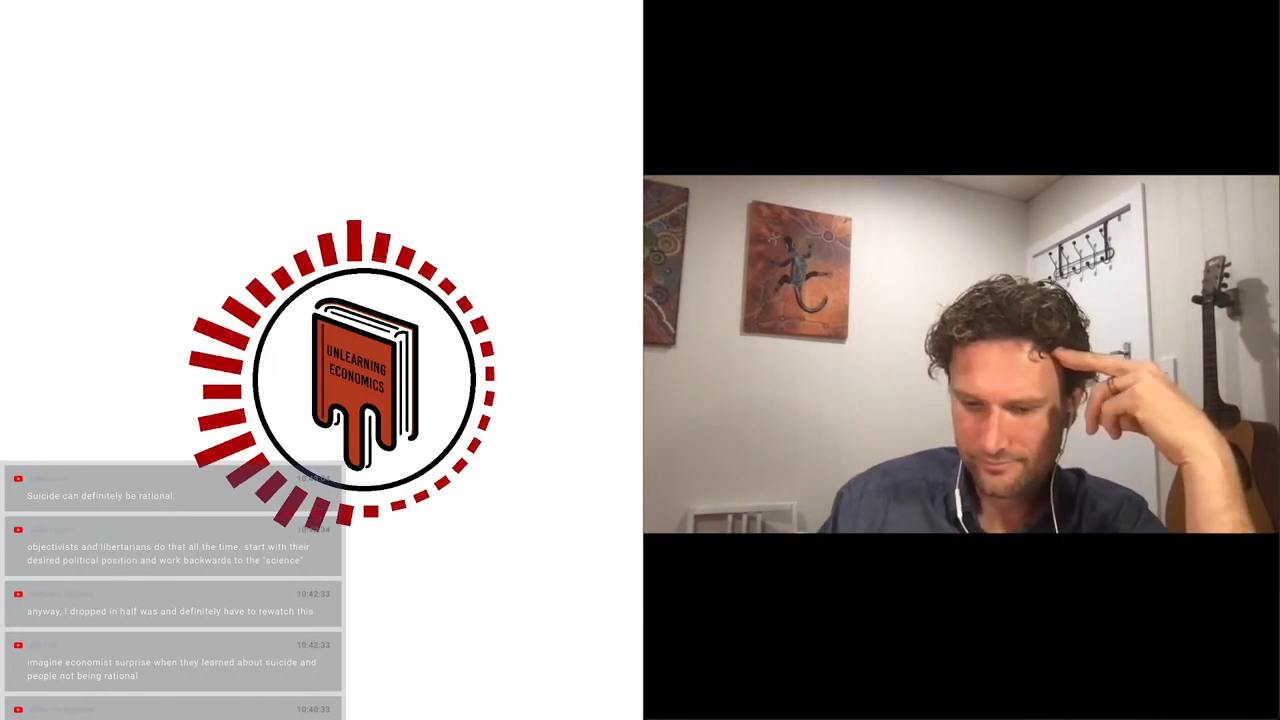 UNLEARNING
ECONOMICS
Suicide can definitely be rational.
objectivists and libertarians do that all the time. start with their
desired political position and work backwards to the "science"
10:42:33
anyway, I dropped in half was and definitely have to rewatch this
10:42:33
imagine economist surprise when they learned about suicide and
people not being rational
10:40:33